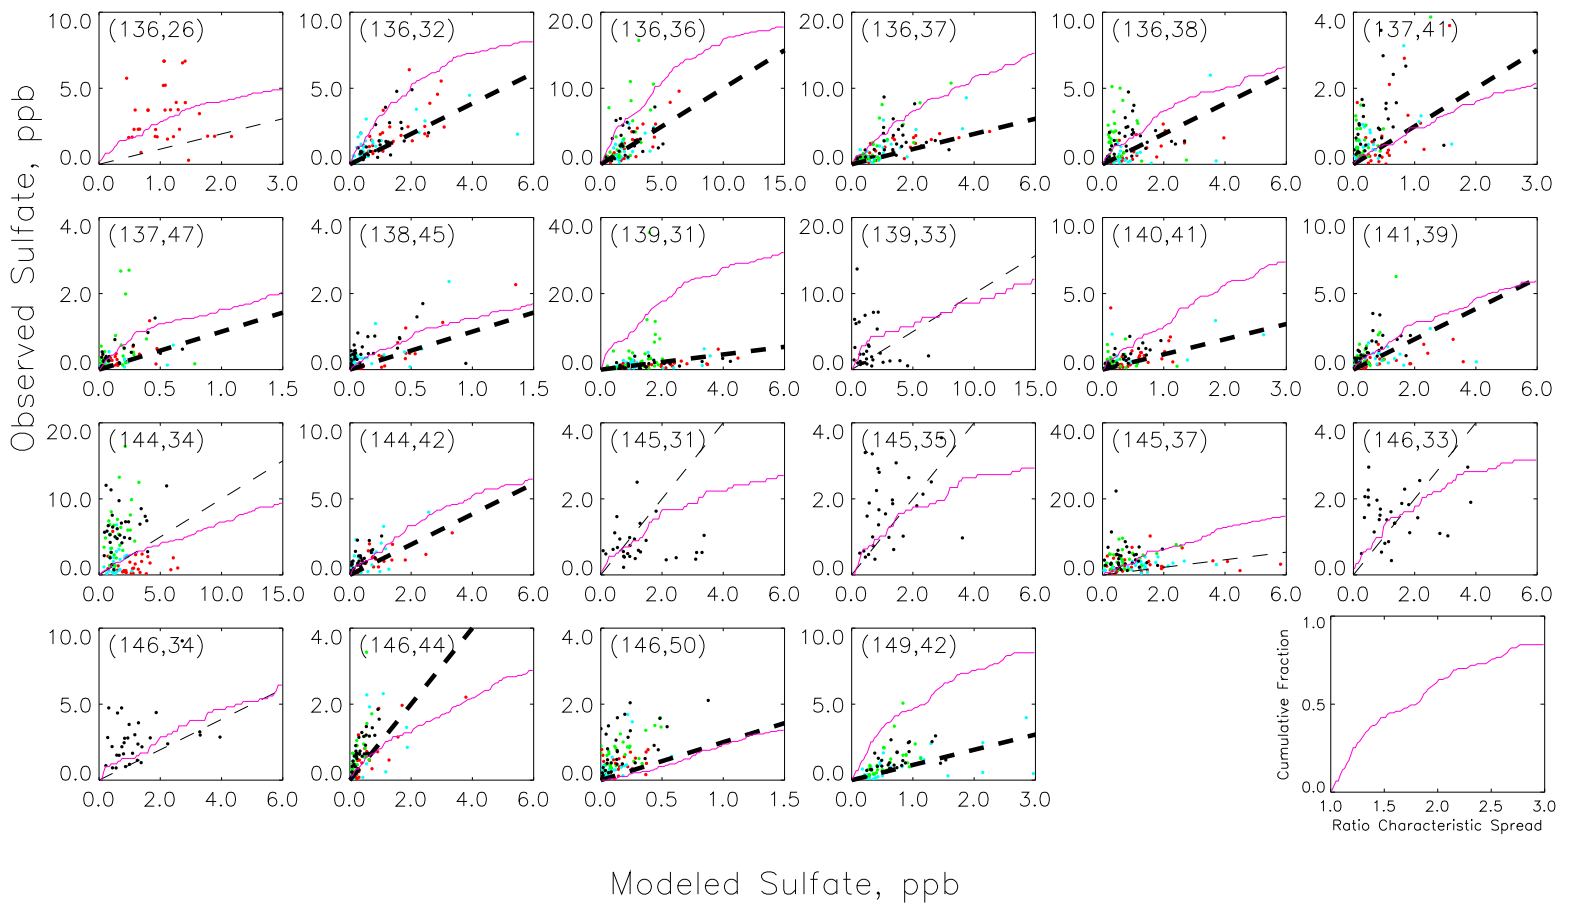 Observed Sulfate, ppb
10.0 (136,26)
5.0
0.0
0.0 1.0 2.0 3.0
10.0 (136,32)
5.0
0.0
0.0 2.0 4.0 6.0
20.0 (136,36)
10.0
0.0
0.0 5.0 10.0 15.0
10.0 (136,37)
5.0
0.0
0.0 2.0 4.0 6.0
10.0 (136,38)
5.0
0.0
0.0 2.0 4.0 6.0
4.0 (137,41)
2.0
0.0
0.0 1.0 2.0 3.0
4.0 (137,47)
2.0
0.0
0.0 0.5 1.0 1.5
4.0 (138,45)
2.0
0.0
0.0 0.5 1.0 1.5
40.0 (139,31)
20.0
0.0
0.0 2.0 4.0 6.0
20.0 (139,33)
10.0
0.0
0.0 5.0 10.0 15.0
10.0 (140,41)
5.0
0.0
0.0 1.0 2.0 3.0
10.0 (141,39)
5.0
0.0
0.0 2.0 4.0 6.0
20.0 (144,34)
10.0
0.0
0.0 5.0 10.0 15.0
10.0 (144,42)
5.0
0.0
0.0 2.0 4.0 6.0
4.0 (145,31)
2.0
0.0
0.0 2.0 4.0 6.0
4.0 (145,35)
2.0
0.0
0.0 2.0 4.0 6.0
40.0 (145,37)
20.0
0.0
0.0 2.0 4.0 6.0
4.0 (146,33)
2.0
0.0
0.0 2.0 4.0 6.0
10.0 (146,34)
5.0
0.0
0.0 2.0 4.0 6.0
4.0 (146,44)
2.0
0.0
0.0 2.0 4.0 6.0
4.0 (146,50)
2.0
0.0
0.0 0.5 1.0 1.5
10.0 (149,42)
5.0
0.0
0.0 1.0 2.0 3.0
Cumulative Fraction
1.0
0.5
0.0
1.0 1.5 2.0 2.5 3.0
Ratio Characteristic Spread
Modeled Sulfate, ppb